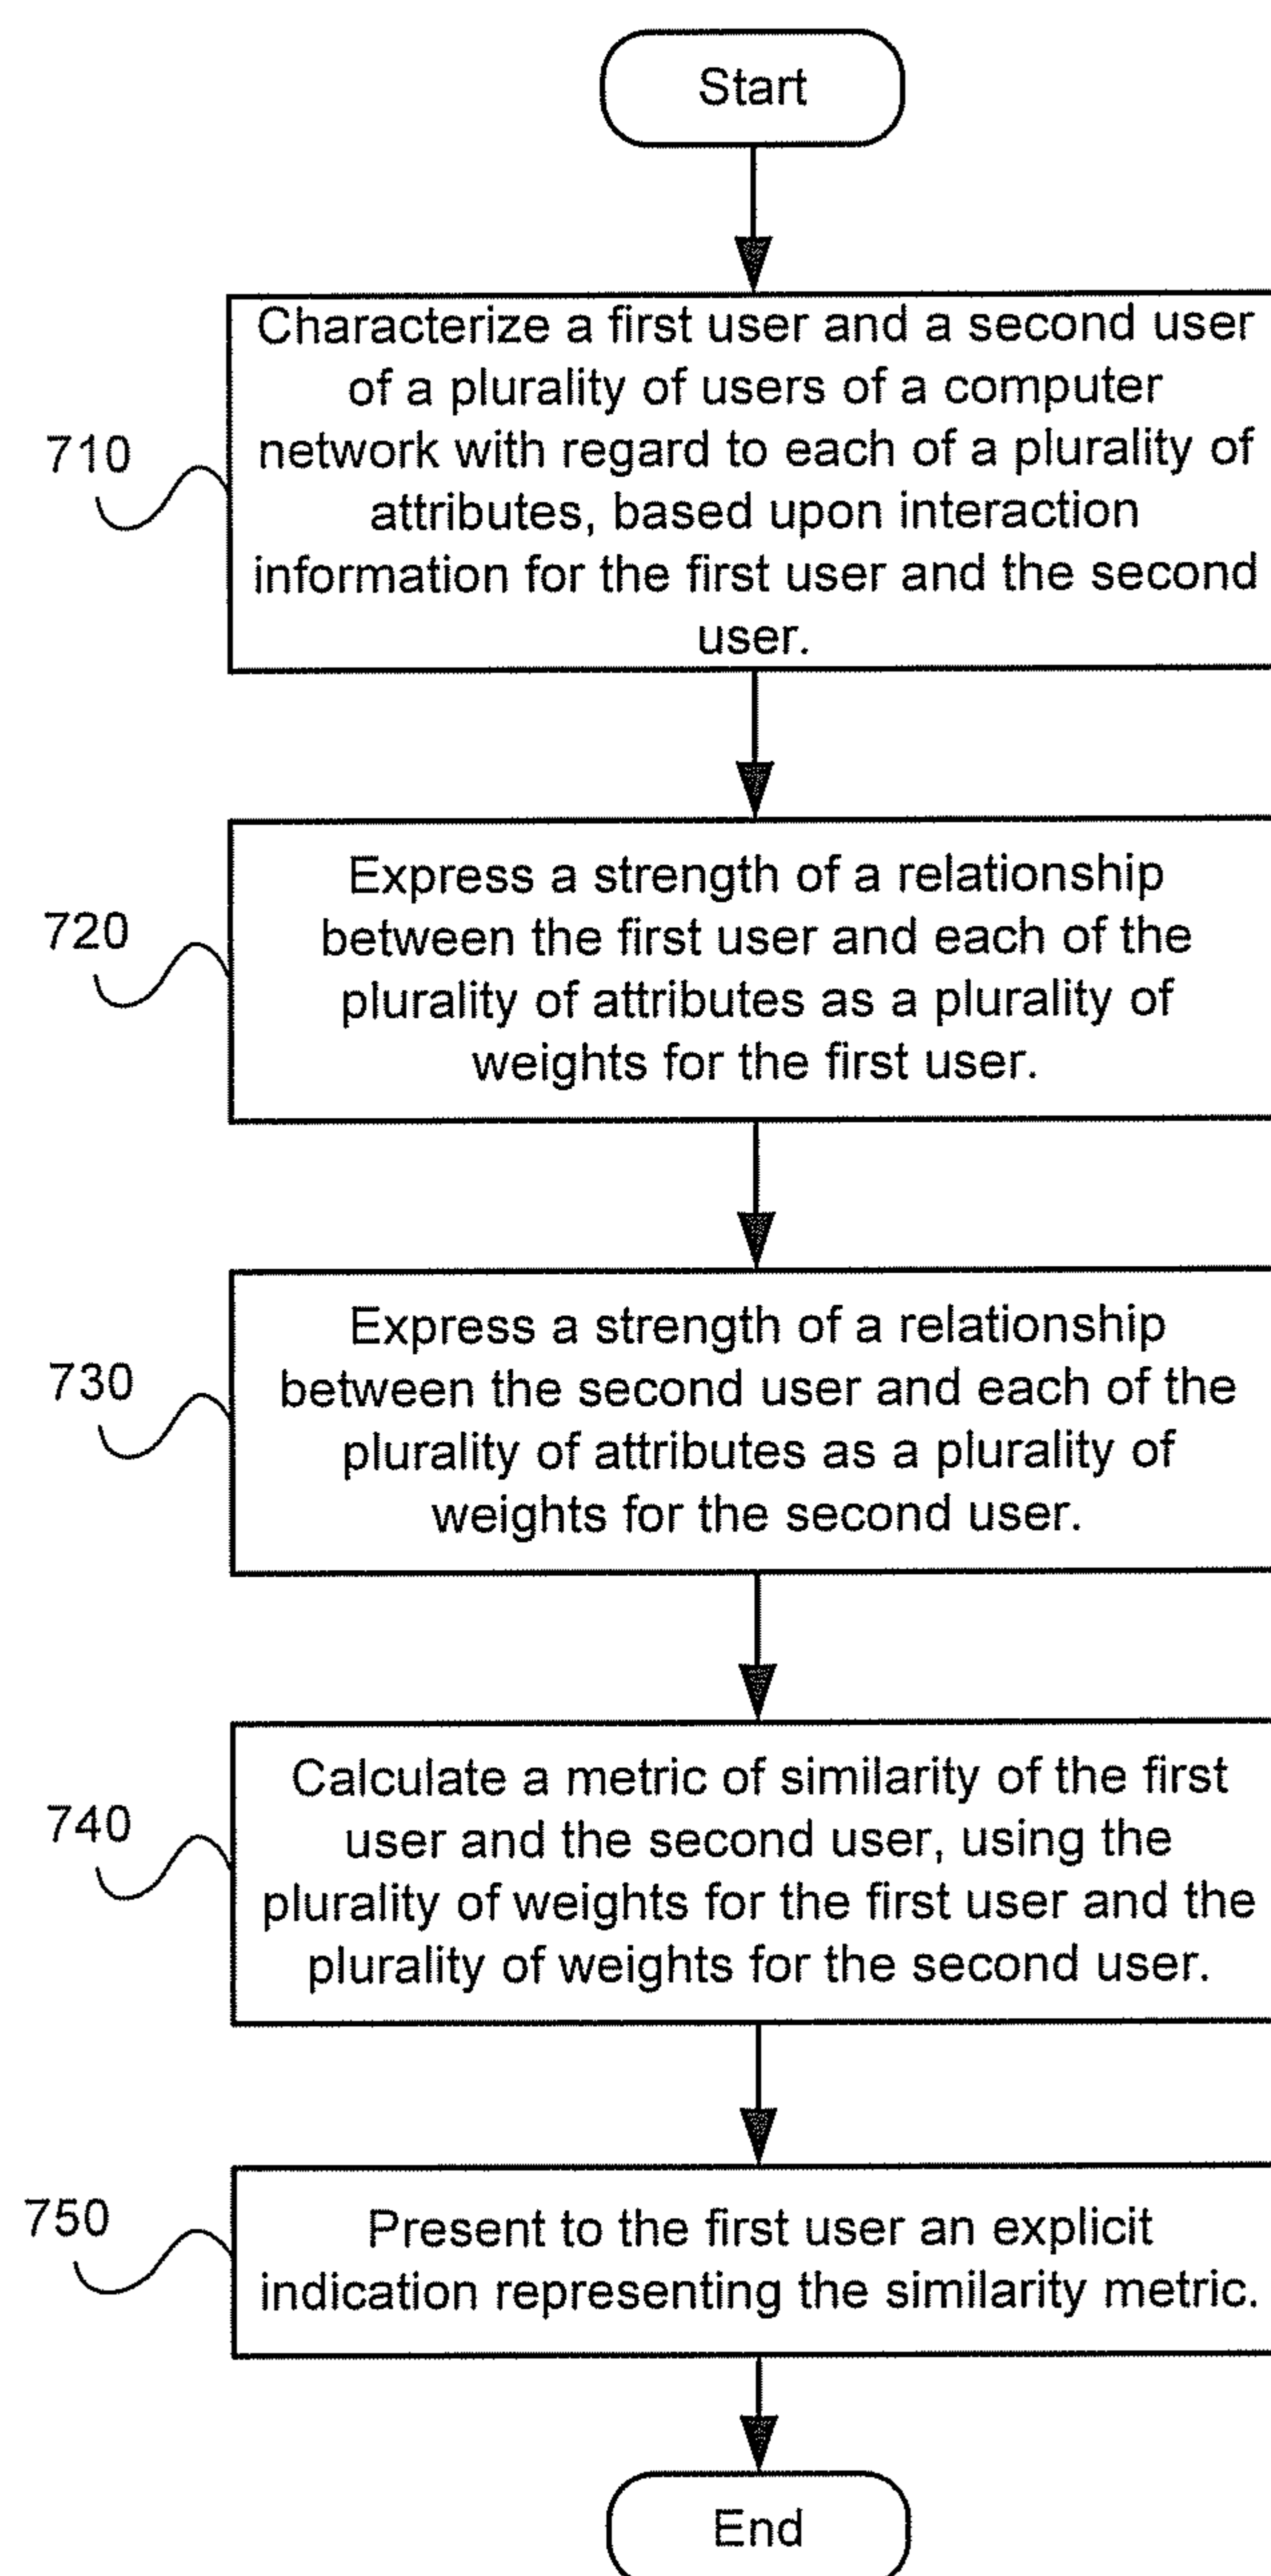 Start
Characterize a first user and a second user
of a plurality of users of a computer
network with regard to each of a plurality of
attributes, based upon interaction
information for the first user and the second
user.
710
Express a strength of a relationship
between the first user and each of the
plurality of attributes as a plurality of
weights for the first user.
720
Express a strength of a relationship
between the second user and each of the
plurality of attributes as a plurality of
weights for the second user.
730
Calculate a metric of similarity of the first
user and the second user, using the
plurality of weights for the first user and the
plurality of weights for the second user.
740
Present to the first user an explicit
indication representing the similarity metric.
750
End